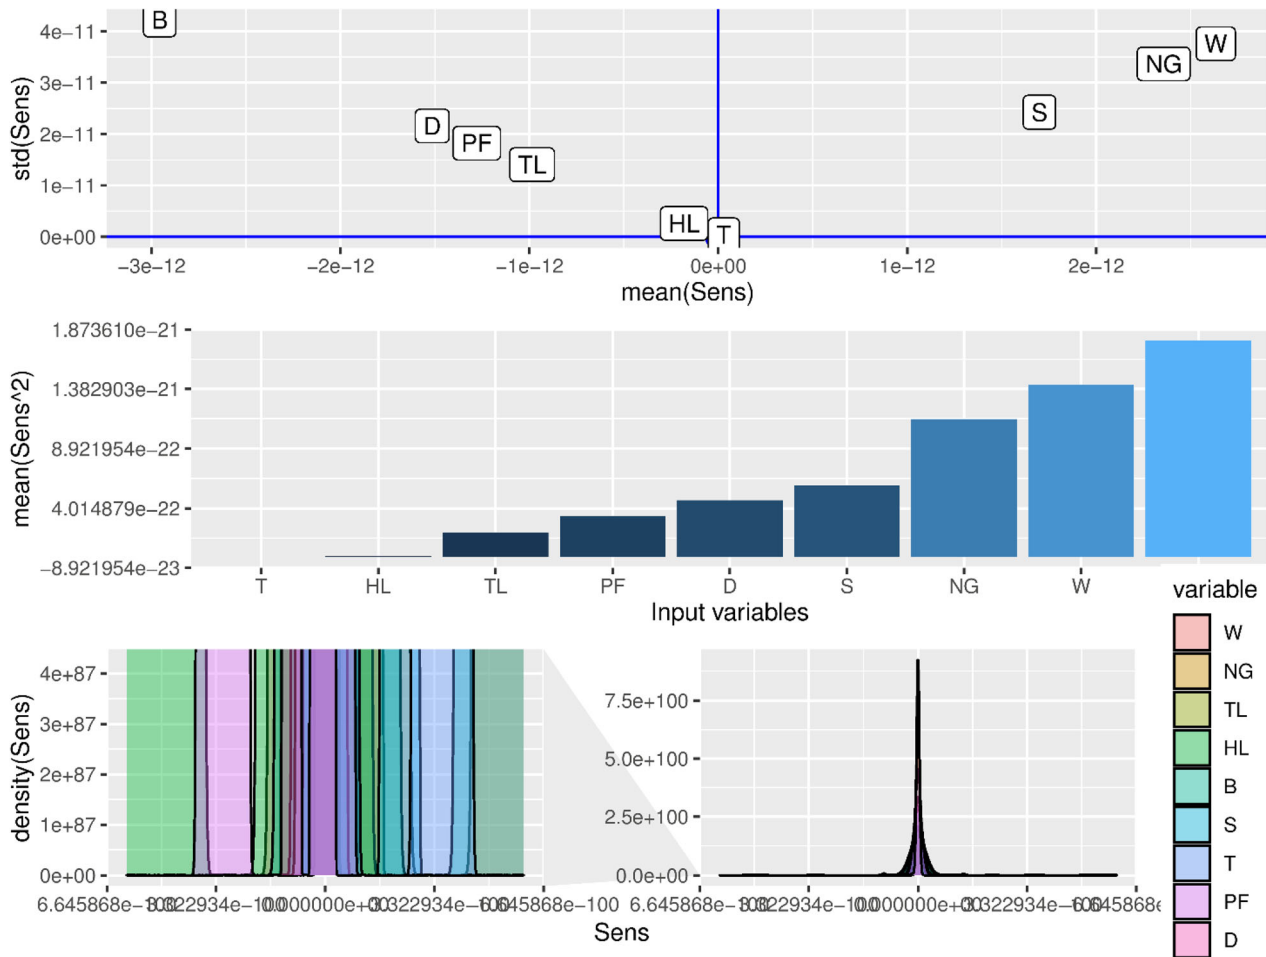 B
4e−11
W
NG
3e−11
S
D
2e−11
PF
TL
1e−11
HL
T
0e+00
std(Sens)
−3e−12 −2e−12 −1e−12 0e+00 1e−12 2e−12
mean(Sens)
1.873610e−21
1.382903e−21
8.921954e−22
4.014879e−22
−8.921954e−23
mean(Sens^2)
T HL TL PF D S NG W
Input variables
variable
W
NG
TL
HL
B
S
T
PF
D
4e+87
3e+87
2e+87
1e+87
0e+00
density(Sens)
7.5e+100
5.0e+100
2.5e+100
0.0e+00
Sens